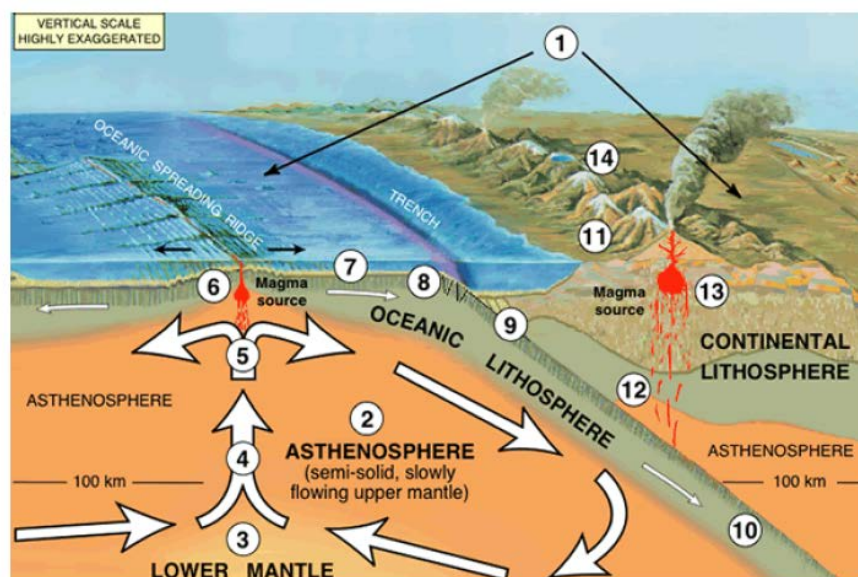 VERTICAL SCALE
HIGHLY EXAGGERATED
1
OCEANIC SPREADING RIDGE
TRENCH
14
11
7
6
8
Magma
source
Magma
source
13
9
OCEANIC LITHOSPHERE
CONTINENTAL
LITHOSPHERE
5
12
ASTHENOSPHERE
2
ASTHENOSPHERE
(semi-solid, slowly
flowing upper mantle)
ASTHENOSPHERE
4
100 km
100 km
10
3
LOWER MANTLE